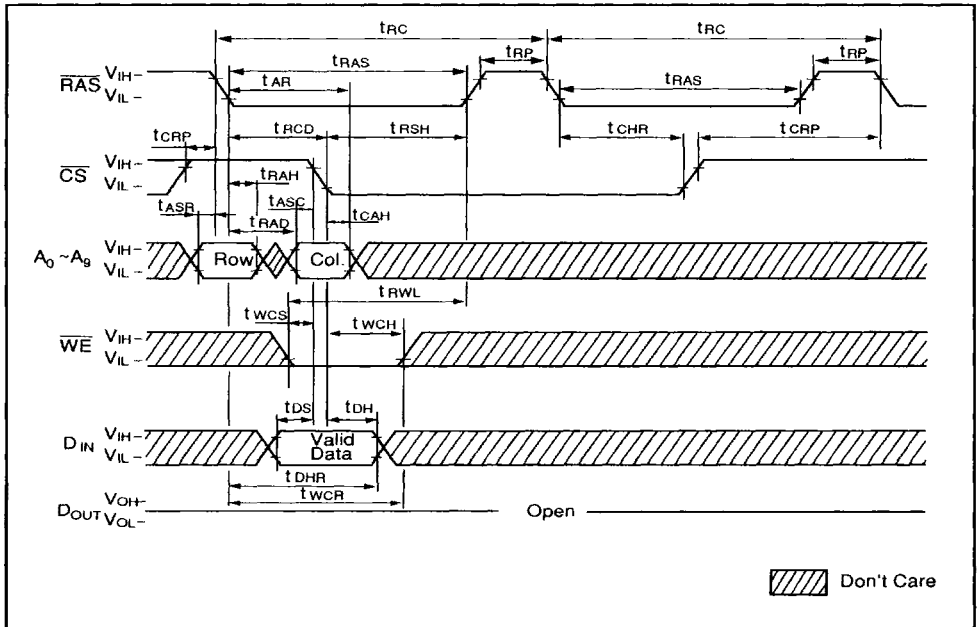 tRC tRC
tRAS tRP tRP
tAR tRAS
RAS VIH–
VIL–
tRCD tRSH tCHR tCRP
tCRP
CS VIH–
VIL–
tRAH
tASR tASC tCAH
tRAD
A0 ~A9 VIH–
VIL–
Row Col.
tRWL
tWCS tWCH
WE VIH–
VIL–
tDS tDH
DIN VIH–
VIL–
Valid
Data
tDHR
tWCR
DOUT VOH–
VOL–
Open
Don't Care